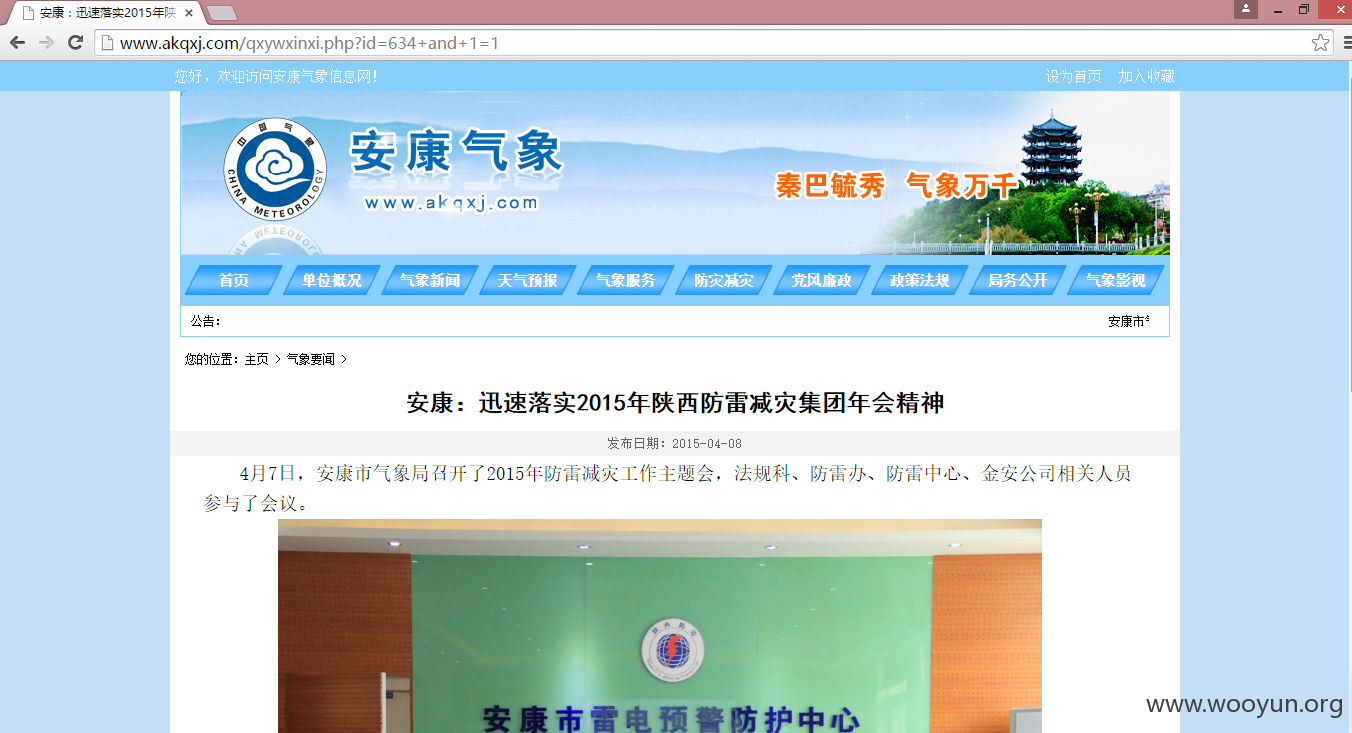 安康：迅速落实2015年陕
www.akqxj.com/qxywxinxi.php?id=634+and+1=1
您好，欢迎访问安康气象信息网！
设为首页 加入收藏
中国气象
CHINA METEOROLOGY
安康气象
www.akqxj.com
秦巴毓秀 气象万千
首页 单位概况 气象新闻 天气预报 气象服务 防灾减灾 党风廉政 政策法规 局务公开 气象影视
公告：
安康市
您的位置：主页 > 气象要闻 >
安康：迅速落实2015年陕西防雷减灾集团年会精神
发布日期：2015-04-08
4月7日，安康市气象局召开了2015年防雷减灾工作主题会，法规科、防雷办、防雷中心、金安公司相关人员
参与了会议。
陕西防雷
安康市雷电预警防护中心
www.wooyun.org